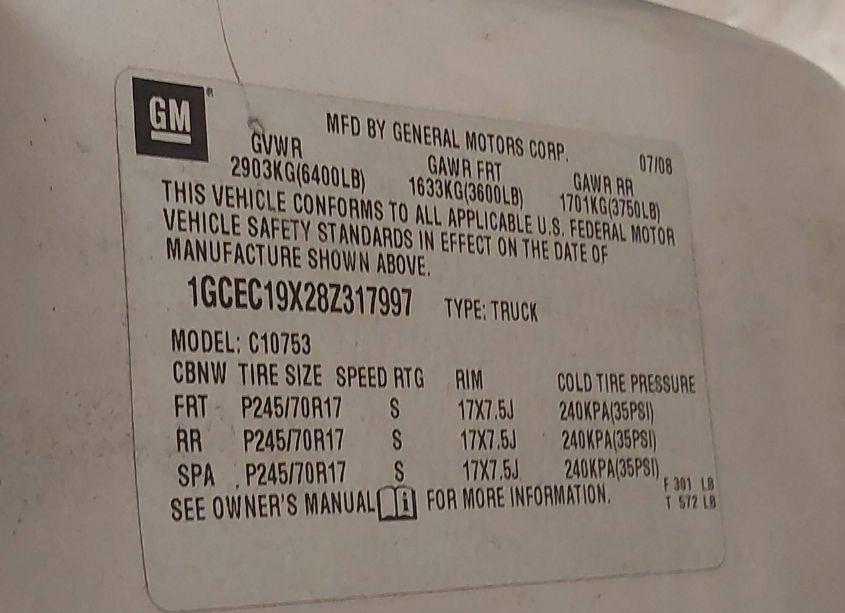 GM
MFD BY GENERAL MOTORS CORP. 07/08
GVWR GAWR FRT GAWR RR
2903KG(6400LB) 1633KG(3600LB) 1701KG(3750LB)
THIS VEHICLE CONFORMS TO ALL APPLICABLE U.S. FEDERAL MOTOR
VEHICLE SAFETY STANDARDS IN EFFECT ON THE DATE OF
MANUFACTURE SHOWN ABOVE.
1GCEC19X28Z317997 TYPE: TRUCK
MODEL: C10753
CBNW TIRE SIZE SPEED RTG RIM COLD TIRE PRESSURE
FRT P245/70R17 S 17X7.5J 240KPA(35PSI)
RR P245/70R17 S 17X7.5J 240KPA(35PSI)
SPA P245/70R17 S 17X7.5J 240KPA(35PSI)
F 301 LB
SEE OWNER'S MANUAL i FOR MORE INFORMATION.
T 572 LB